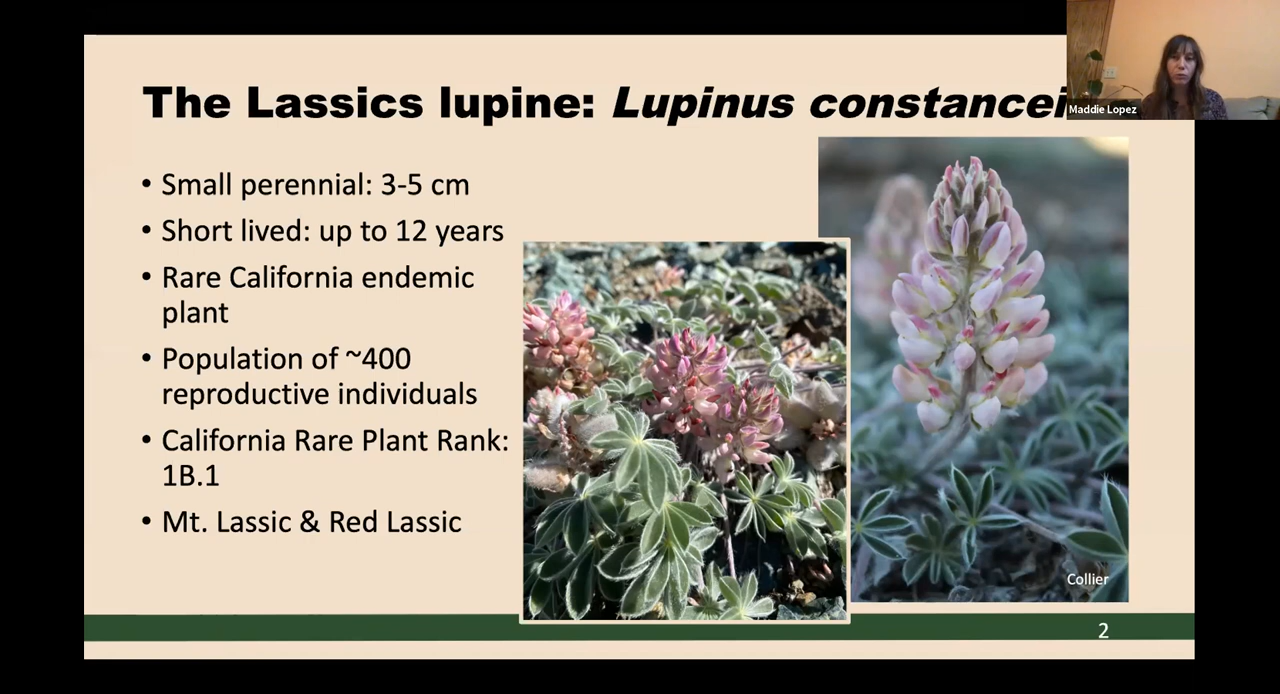 The Lassics lupine: Lupinus constancei
Maddie Lopez
• Small perennial: 3-5 cm
• Short lived: up to 12 years
• Rare California endemic
plant
• Population of ~400
reproductive individuals
• California Rare Plant Rank:
1B.1
• Mt. Lassic & Red Lassic
Collier
2